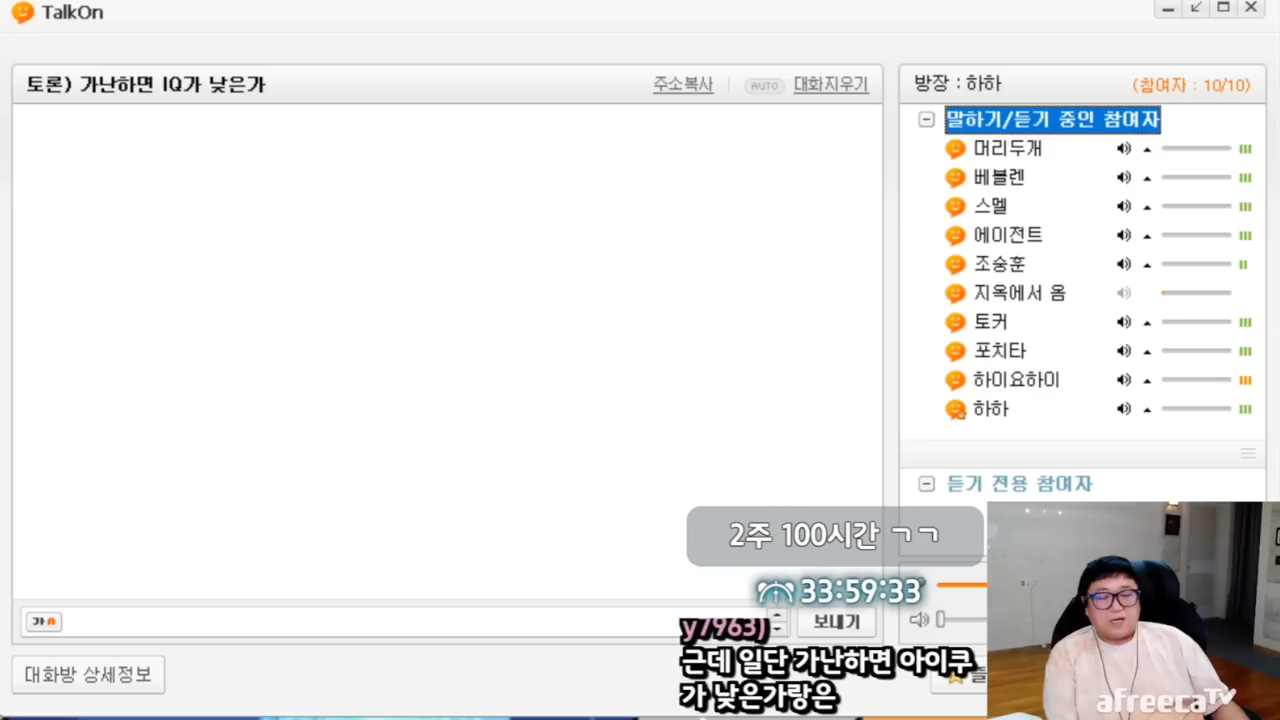 TalkOn
토론) 가난하면 IQ가 낮은가
주소복사
AUTO
대화지우기
방장 : 하하
(참여자 : 10/10)
말하기/듣기 중인 참여자
머리두개
베블렌
스멜
에이전트
조숭훈
지옥에서 옴
토커
포치타
하이요하이
하하
듣기 전용 참여자
2주 100시간 ㄱㄱ
33:59:33
가
보내기
y7963)
근데 일단 가난하면 아이쿠
가 낮은가랑은
대화방 상세정보
afreecaTV